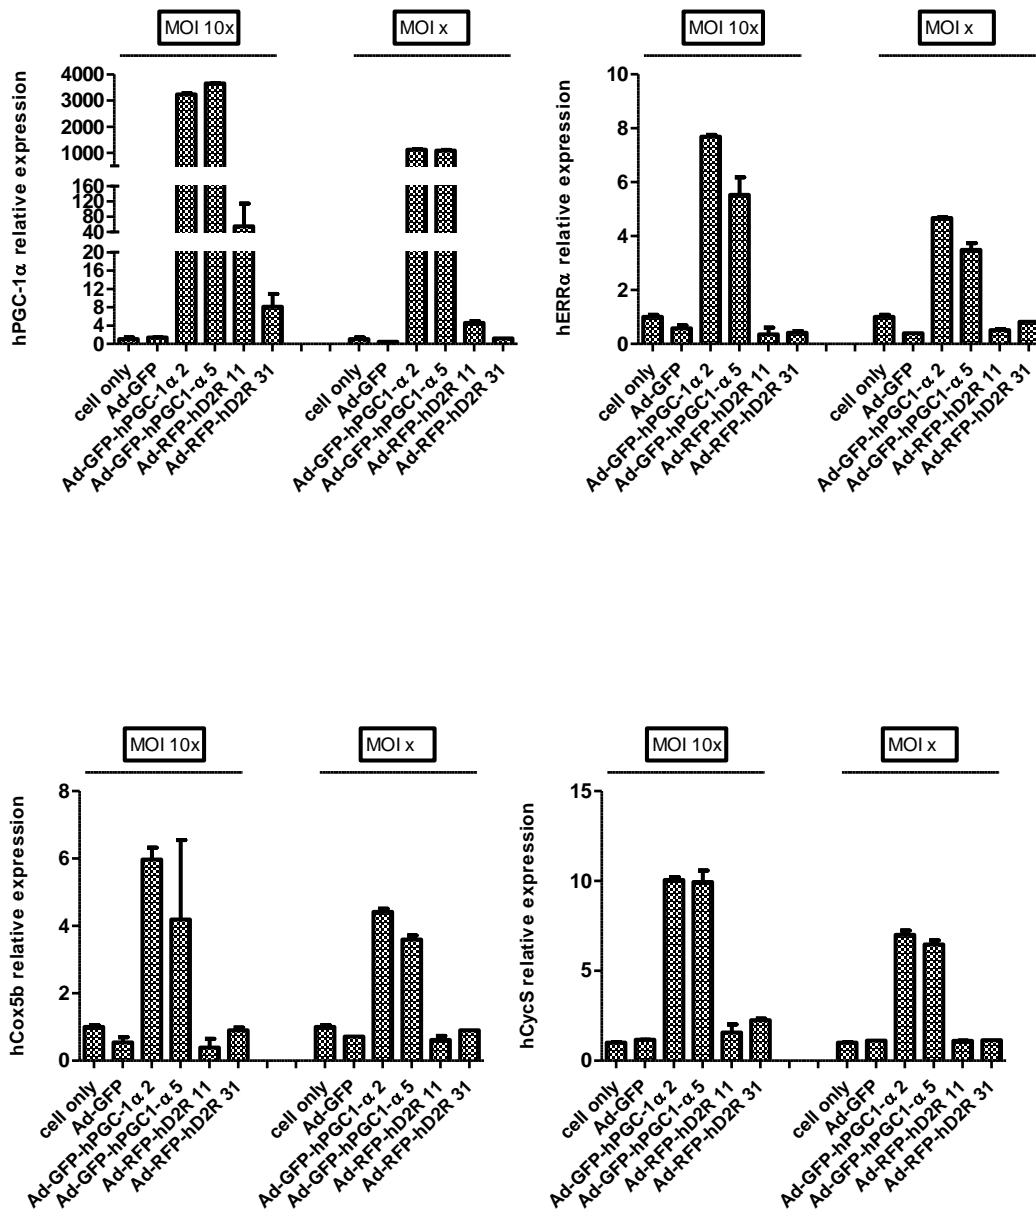 MOI 10x
MOI x
hPGC-1α relative expression
4000
3000
2000
1000
160
120
80
40
20
16
12
8
4
0
cell only
Ad-GFP
Ad-GFP-hPGC-1α 2
Ad-GFP-hPGC1-α 5
Ad-RFP-hD2R 11
Ad-RFP-hD2R 31
cell only
Ad-GFP
Ad-GFP-hPGC1-α 2
Ad-GFP-hPGC1-α 5
Ad-RFP-hD2R 11
Ad-RFP-hD2R 31
MOI 10x
MOI x
hERRα relative expression
10
8
6
4
2
0
cell only
Ad-GFP
Ad-GFP-hPGC-1α 2
Ad-GFP-hPGC1-α 5
Ad-RFP-hD2R 11
Ad-RFP-hD2R 31
cell only
Ad-GFP
Ad-GFP-hPGC1-α 2
Ad-GFP-hPGC1-α 5
Ad-RFP-hD2R 11
Ad-RFP-hD2R 31
MOI 10x
MOI x
hCox5b relative expression
8
6
4
2
0
cell only
Ad-GFP
Ad-GFP-hPGC-1α 2
Ad-GFP-hPGC1-α 5
Ad-RFP-hD2R 11
Ad-RFP-hD2R 31
cell only
Ad-GFP
Ad-GFP-hPGC1-α 2
Ad-GFP-hPGC1-α 5
Ad-RFP-hD2R 11
Ad-RFP-hD2R 31
MOI 10x
MOI x
hCycS relative expression
15
10
5
0
cell only
Ad-GFP
Ad-GFP-hPGC-1α 2
Ad-GFP-hPGC1-α 5
Ad-RFP-hD2R 11
Ad-RFP-hD2R 31
cell only
Ad-GFP
Ad-GFP-hPGC1-α 2
Ad-GFP-hPGC1-α 5
Ad-RFP-hD2R 11
Ad-RFP-hD2R 31